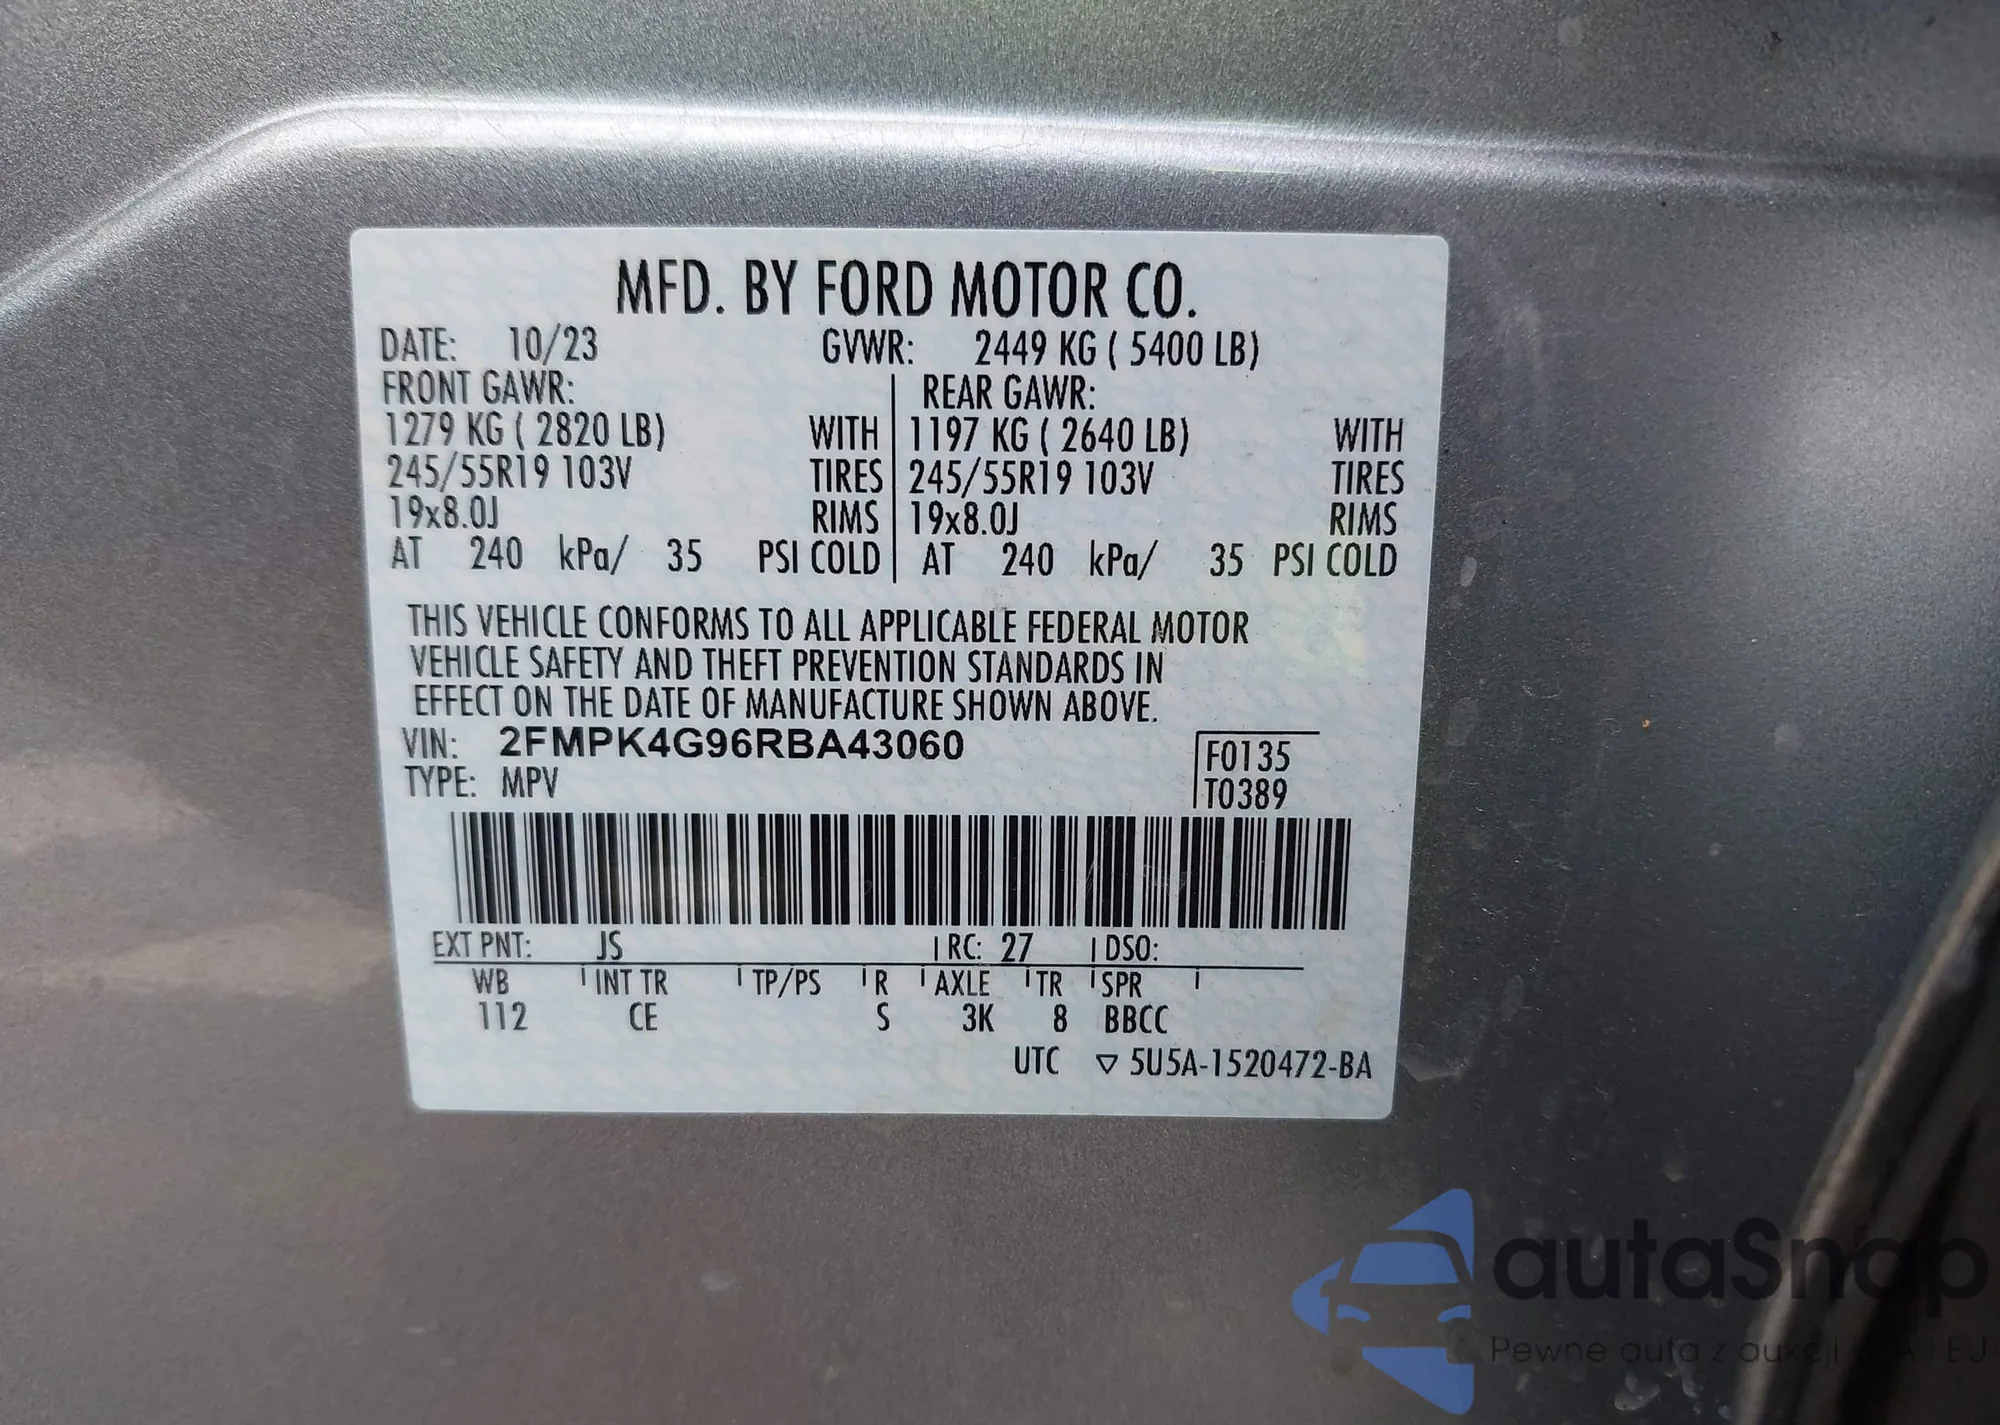 MFD. BY FORD MOTOR CO.
DATE: 10/23 GVWR: 2449 KG ( 5400 LB)
FRONT GAWR: REAR GAWR:
1279 KG ( 2820 LB) WITH 1197 KG ( 2640 LB) WITH
245/55R19 103V TIRES 245/55R19 103V TIRES
19x8.0J RIMS 19x8.0J RIMS
AT 240 kPa/ 35 PSI COLD AT 240 kPa/ 35 PSI COLD
THIS VEHICLE CONFORMS TO ALL APPLICABLE FEDERAL MOTOR
VEHICLE SAFETY AND THEFT PREVENTION STANDARDS IN
EFFECT ON THE DATE OF MANUFACTURE SHOWN ABOVE.
VIN: 2FMPK4G96RBA43060 F0135
TYPE: MPV T0389
EXT PNT: JS RC: 27 DSO:
WB INT TR TP/PS R AXLE TR SPR
112 CE S 3K 8 BBCC
UTC ▽ 5U5A-1520472-BA
autaSnap
Pewne auta z aukcji i EJ